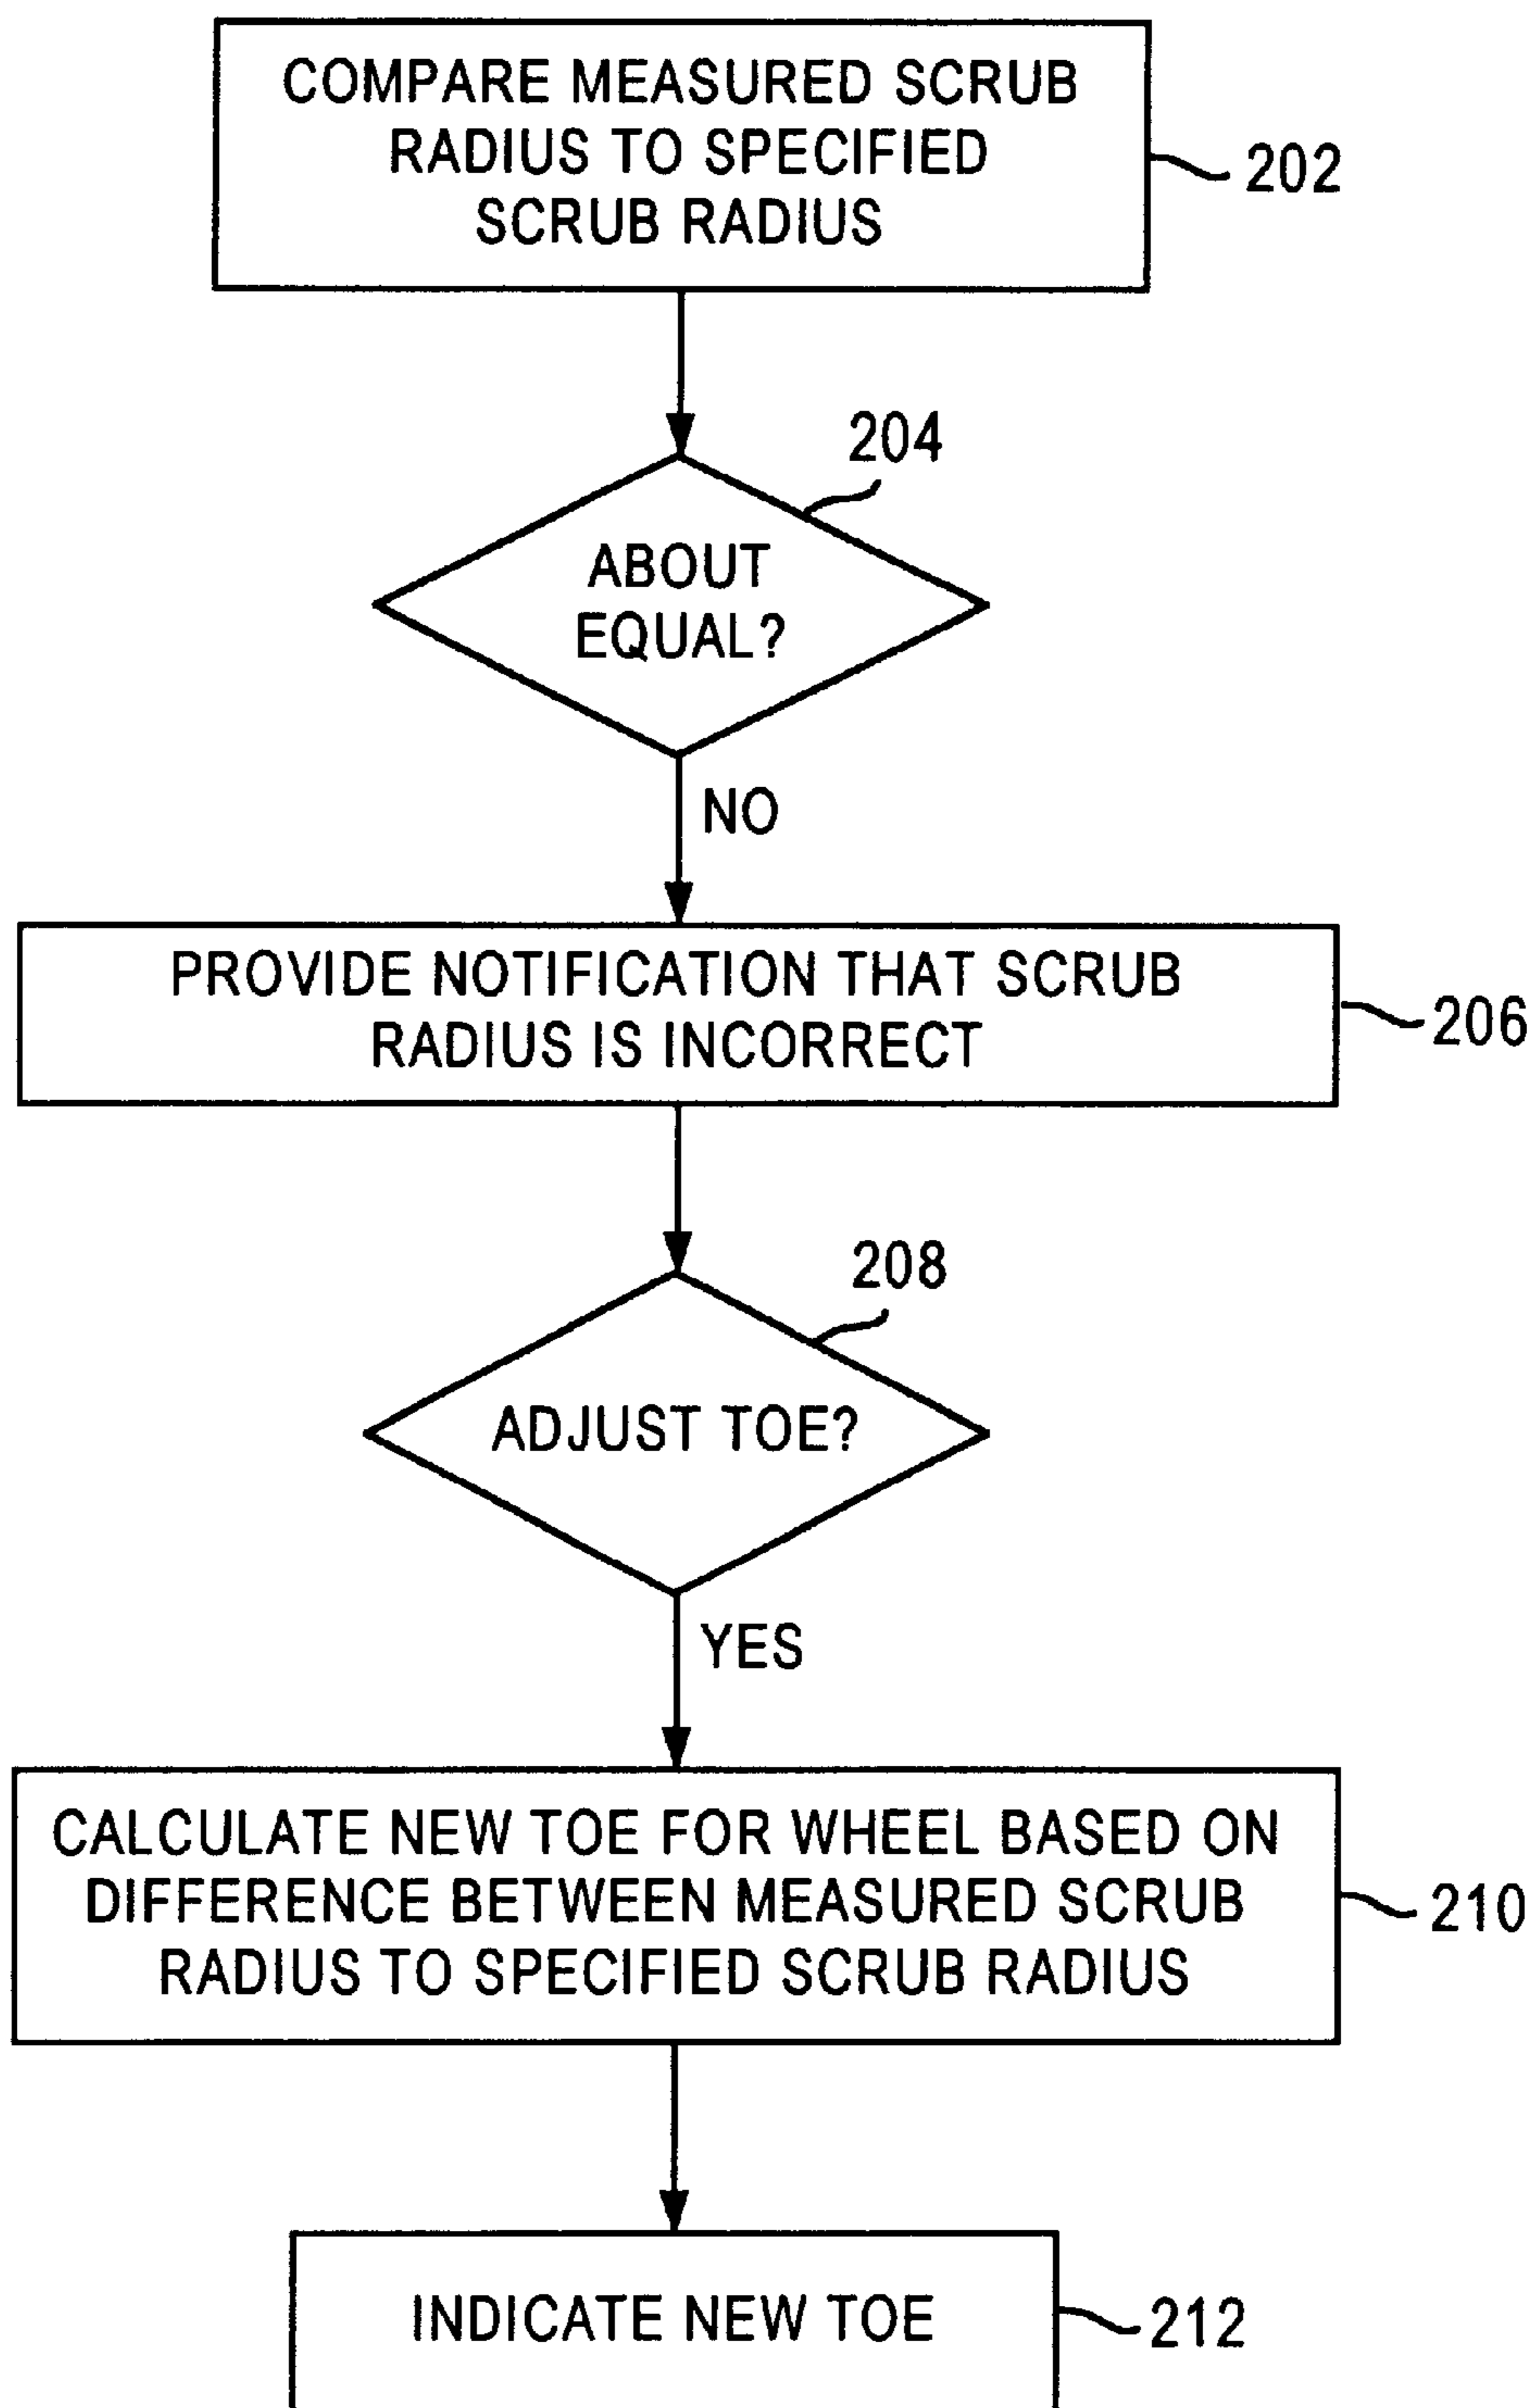 COMPARE MEASURED SCRUB
RADIUS TO SPECIFIED
SCRUB RADIUS
202
204
ABOUT
EQUAL?
NO
PROVIDE NOTIFICATION THAT SCRUB
RADIUS IS INCORRECT
206
208
ADJUST TOE?
YES
CALCULATE NEW TOE FOR WHEEL BASED ON
DIFFERENCE BETWEEN MEASURED SCRUB
RADIUS TO SPECIFIED SCRUB RADIUS
210
INDICATE NEW TOE
212